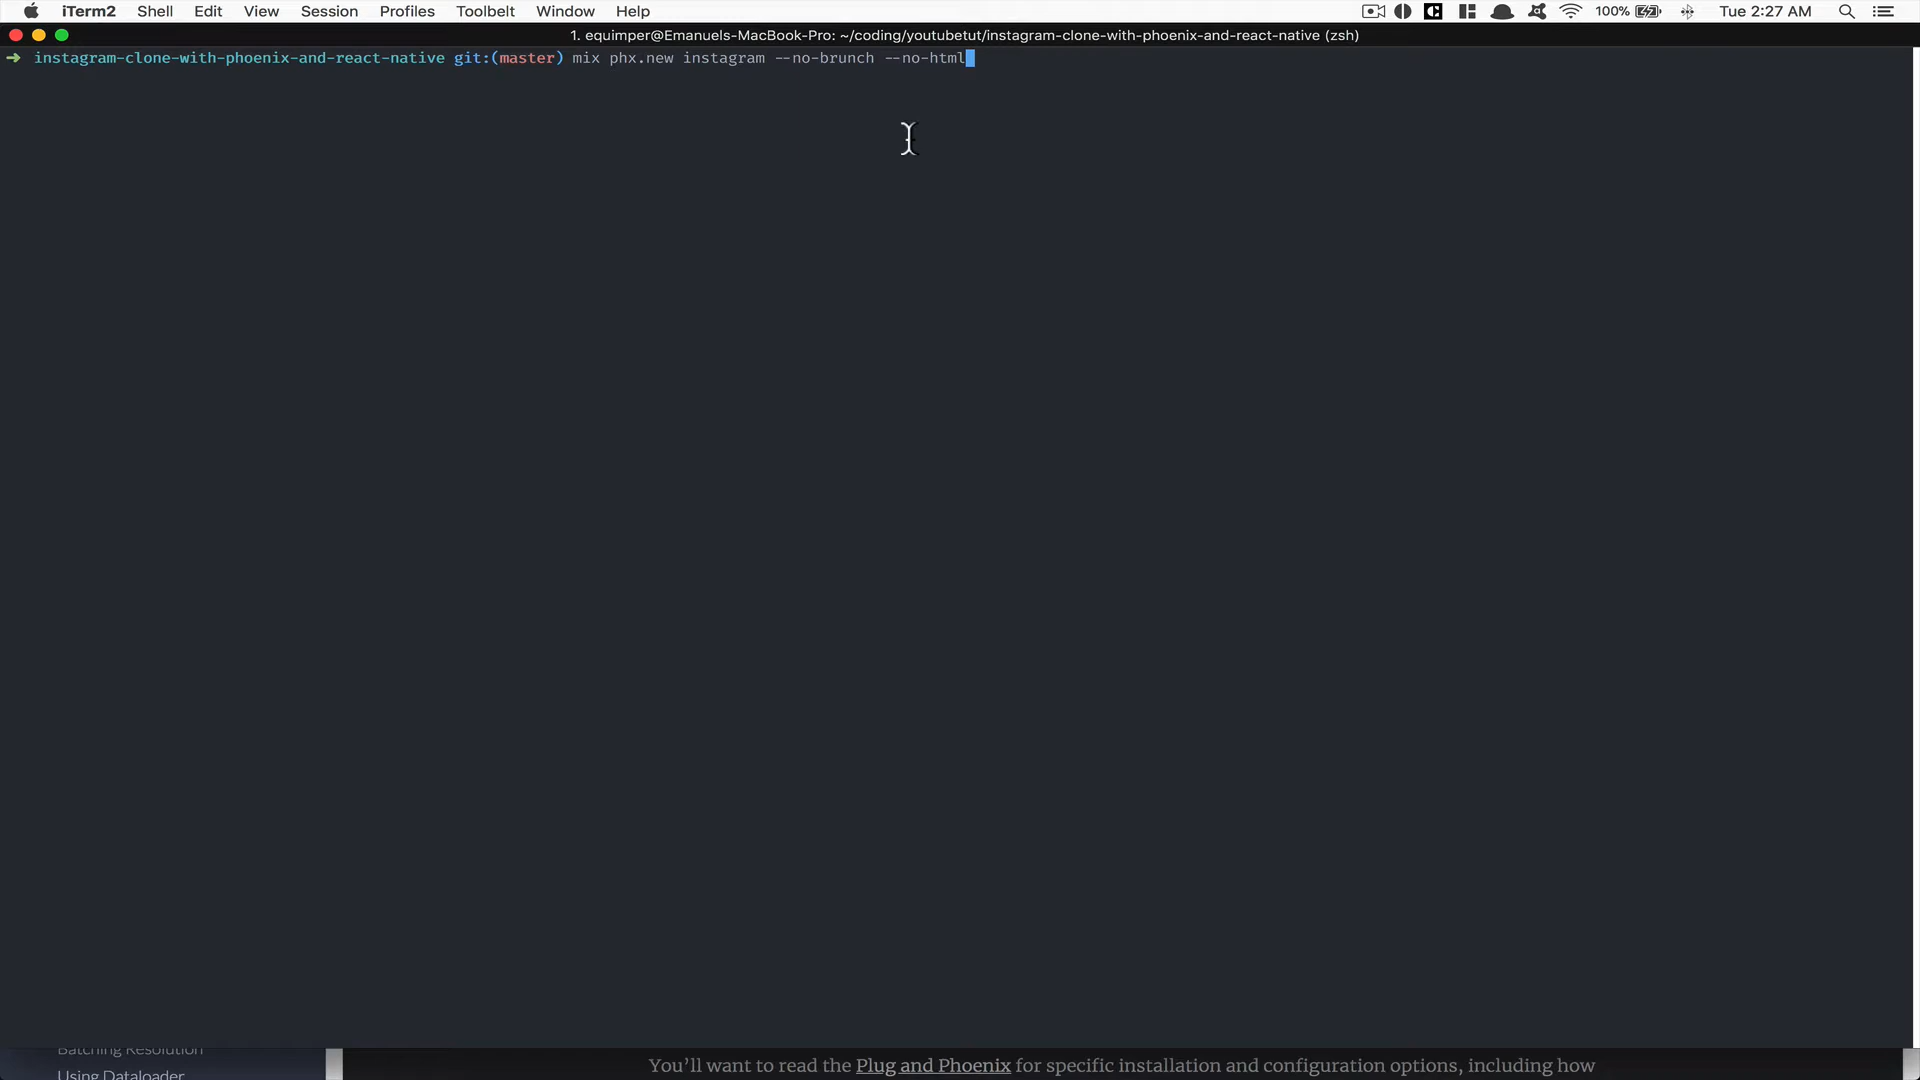 iTerm2 Shell Edit View Session Profiles Toolbelt Window Help 100% Tue 2:27 AM
1. equimper@Emanuels-MacBook-Pro: ~/coding/youtubetut/instagram-clone-with-phoenix-and-react-native (zsh)
➜ instagram-clone-with-phoenix-and-react-native git:(master) mix phx.new instagram --no-brunch --no-html
Batching Resolution
Using Dataloader
You’ll want to read the Plug and Phoenix for specific installation and configuration options, including how